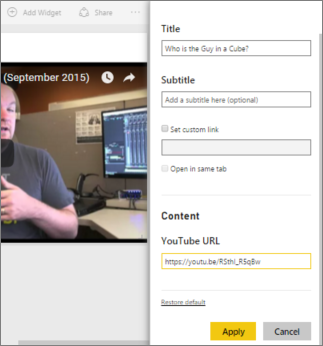 Add Widget
Share
(September 2015)
Title
Who is the Guy in a Cube?
Subtitle
Add a subtitle here (optional)
Set custom link
Open in same tab
Content
YouTube URL
https://youtu.be/RSthI_RSqBw
Restore default
Apply
Cancel